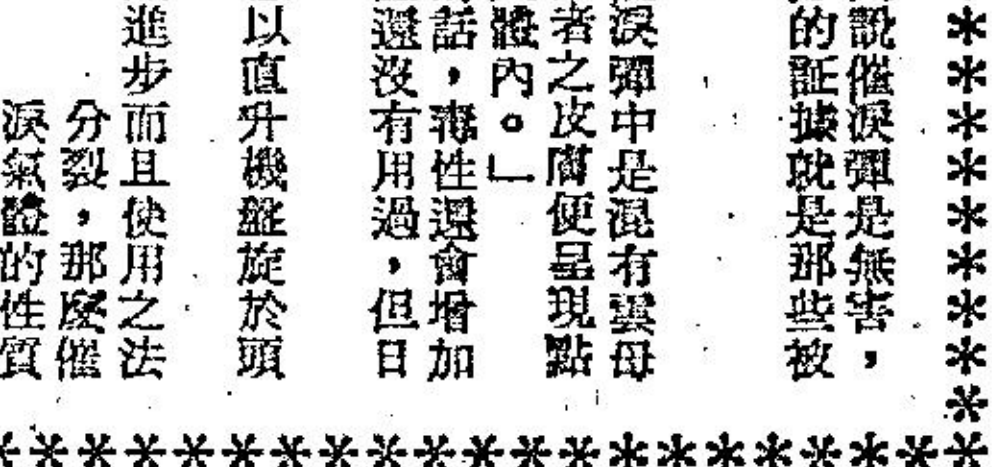 說催淚彈是無害，
的証據就是那些被
淚彈中是混有雲母
者之皮膚便呈現點
體內。」
話，毒性還會增加
還沒有用過，但日
以直升機盤旋於頭
進步而且使用之法
分裂，那麼催
淚氣體的性質